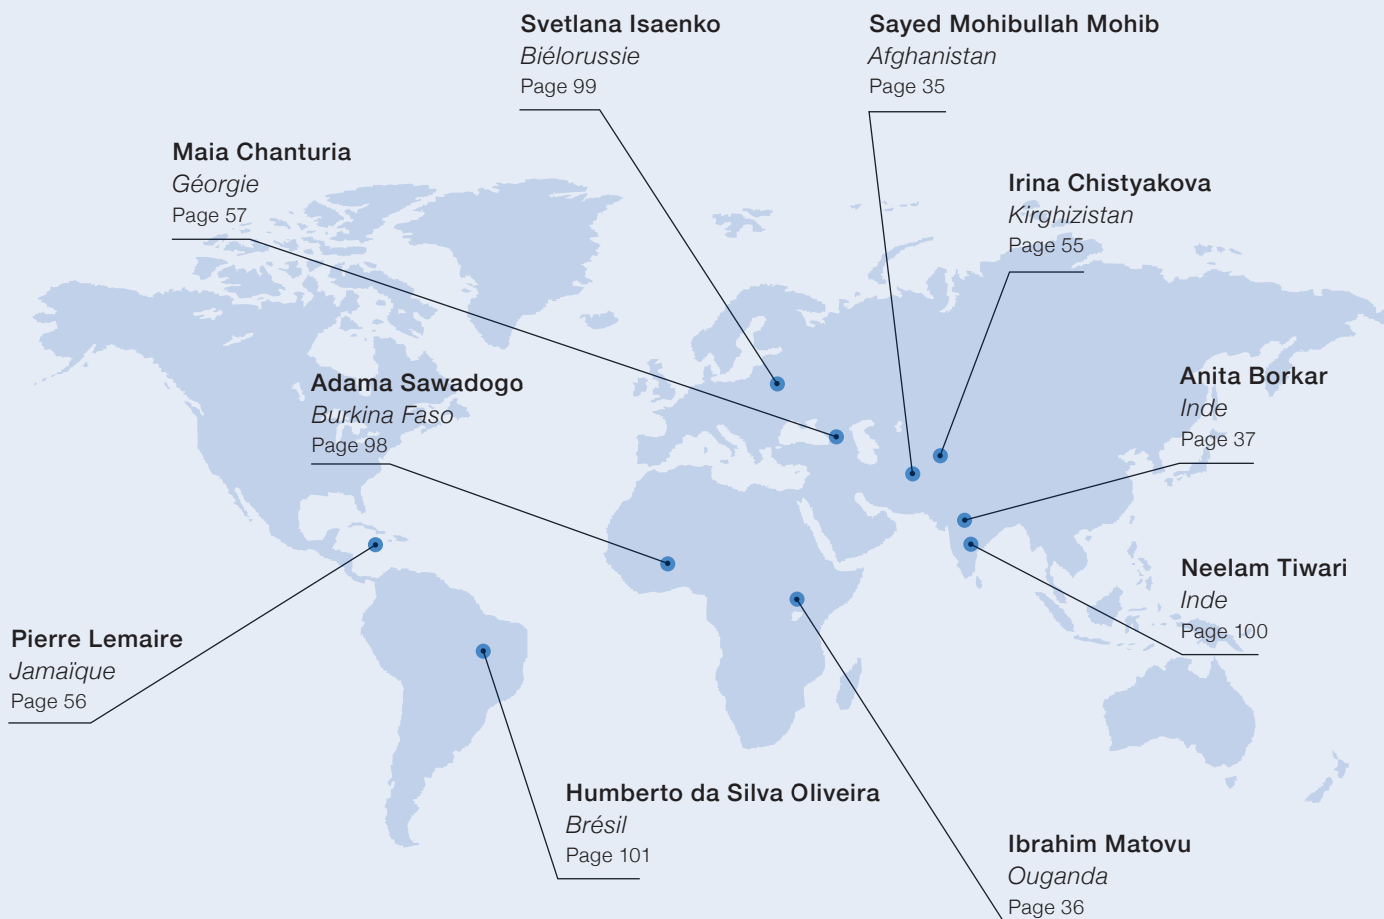 Svetlana Isaenko
Biélorussie
Page 99
Sayed Mohibullah Mohib
Afghanistan
Page 35
Maia Chanturia
Géorgie
Page 57
Irina Chistyakova
Kirghizistan
Page 55
Adama Sawadogo
Burkina Faso
Page 98
Anita Borkar
Inde
Page 37
Neelam Tiwari
Inde
Page 100
Pierre Lemaire
Jamaïque
Page 56
Humberto da Silva Oliveira
Brésil
Page 101
Ibrahim Matovu
Ouganda
Page 36